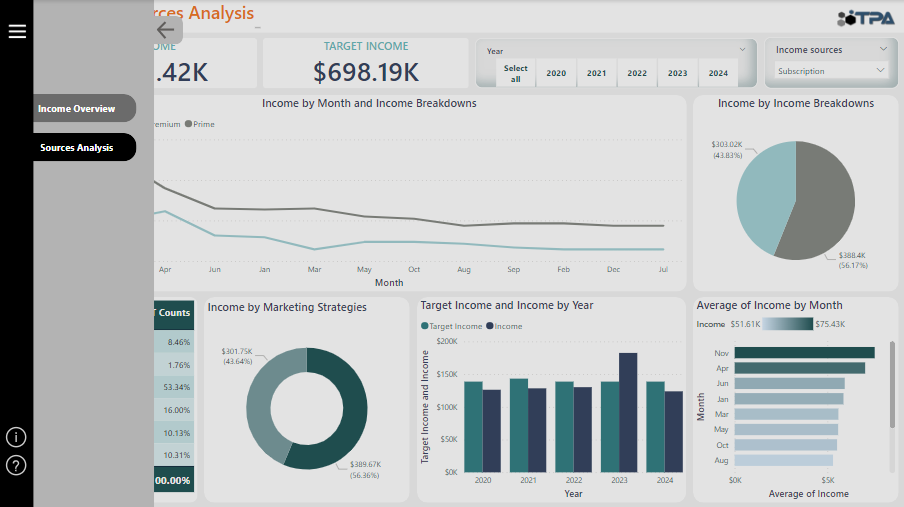 rces Analysis
TPA
OME
.42K
TARGET INCOME
$698.19K
Year
Select all
2020
2021
2022
2023
2024
Income sources
Subscription
Income Overview
Sources Analysis
Income by Month and Income Breakdowns
remium
Prime
Apr
Jun
Jan
Mar
May
Oct
Aug
Sep
Feb
Dec
Jul
Month
Income by Income Breakdowns
$303.02K
(43.83%)
$388.4K
(56.17%)
Counts
8.46%
1.76%
53.34%
16.00%
10.13%
10.31%
00.00%
Income by Marketing Strategies
$301.75K
(43.64%)
$389.67K
(56.36%)
Target Income and Income by Year
Target Income
Income
Target Income and Income
$200K
$150K
$100K
$50K
$0K
2020
2021
2022
2023
2024
Year
Average of Income by Month
Income
$51.61K
$75.43K
Month
Nov
Apr
Jun
Jan
Mar
May
Oct
Aug
$0K
$5K
Average of Income
i
?